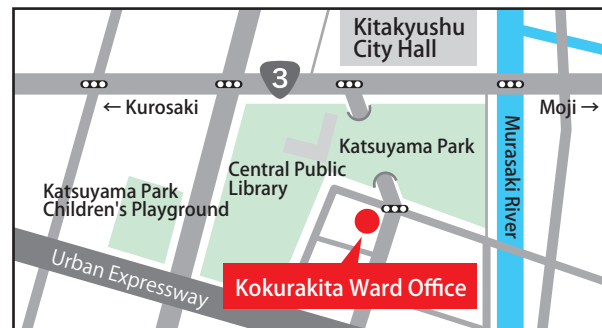 Kitakyushu
City Hall
3
← Kurosaki
Moji →
Katsuyama Park
Central Public
Library
Murasaki River
Katsuyama Park
Children's Playground
Urban Expressway
Kokurakita Ward Office